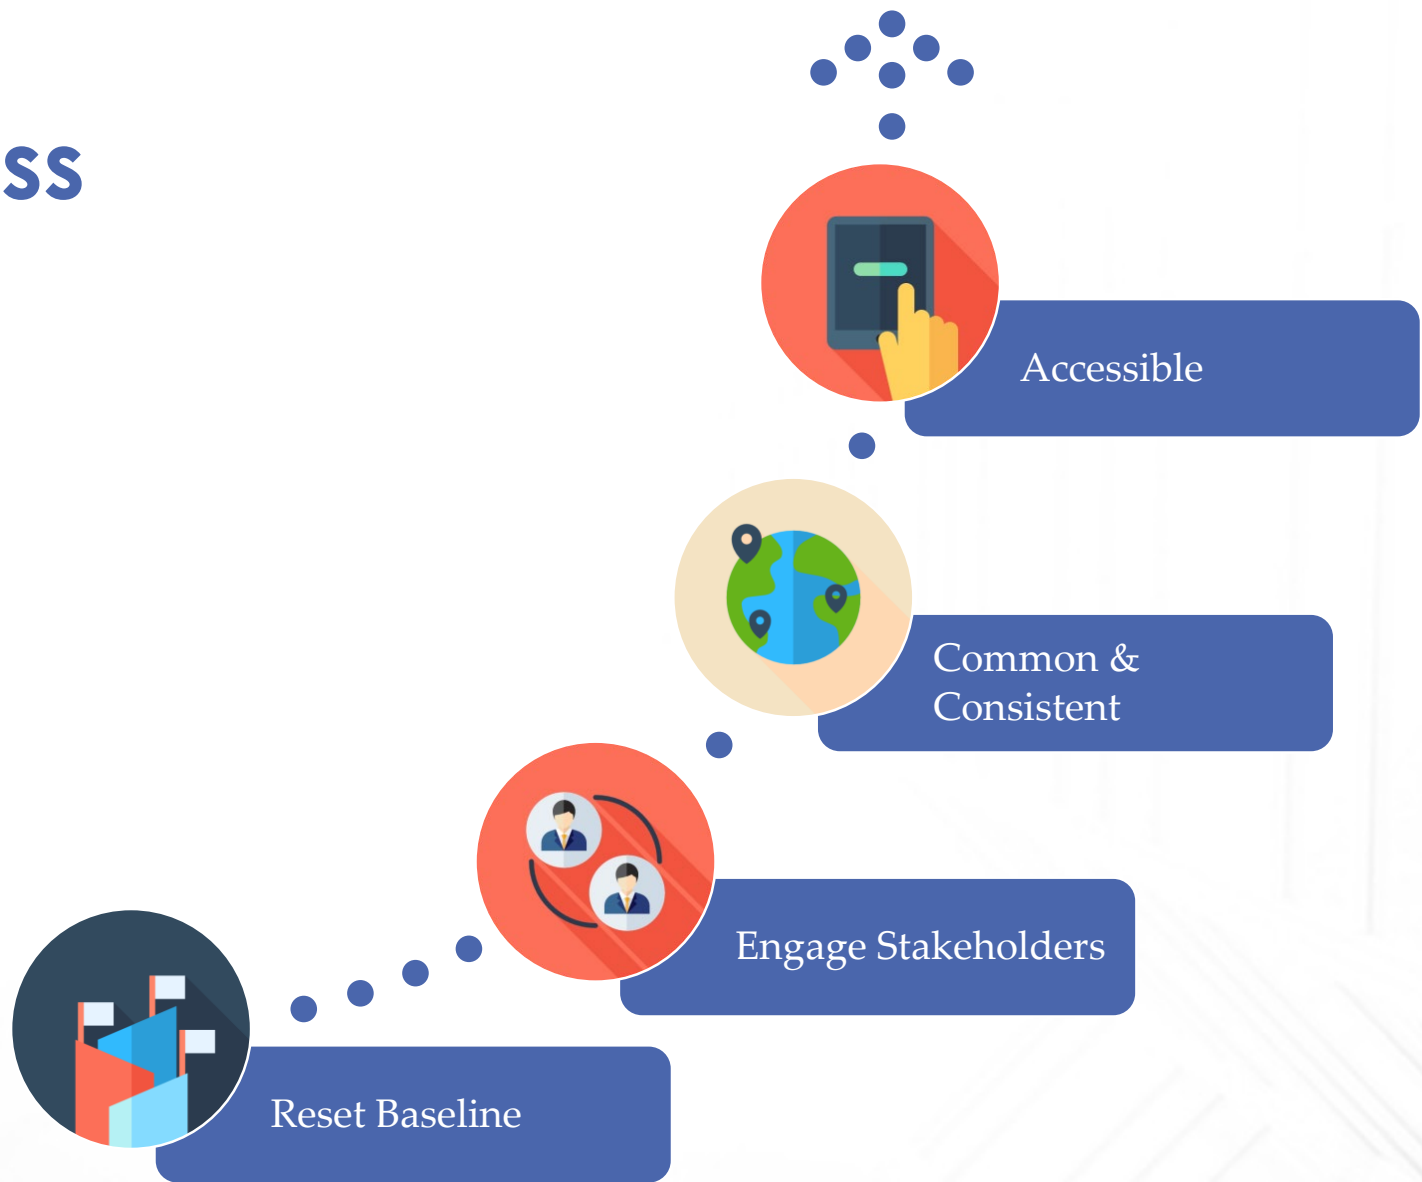 ss
Accessible
Common &
Consistent
Engage Stakeholders
Reset Baseline